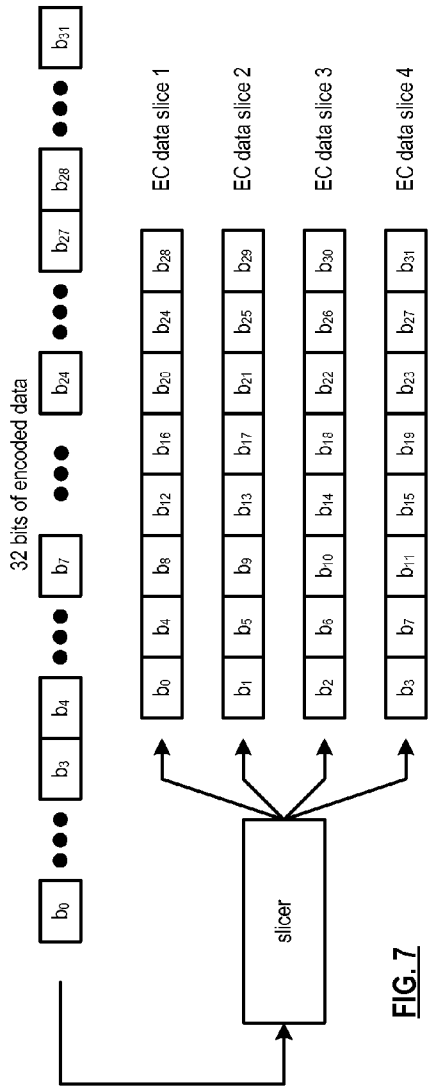 32 bits of encoded data
b0 ●●● b3 b4 ●●● b7 ●●● b24 ●●● b27 b28 ●●● b31
slicer
b0 b4 b8 b12 b16 b20 b24 b28 EC data slice 1
b1 b5 b9 b13 b17 b21 b25 b29 EC data slice 2
b2 b6 b10 b14 b18 b22 b26 b30 EC data slice 3
b3 b7 b11 b15 b19 b23 b27 b31 EC data slice 4
FIG. 7